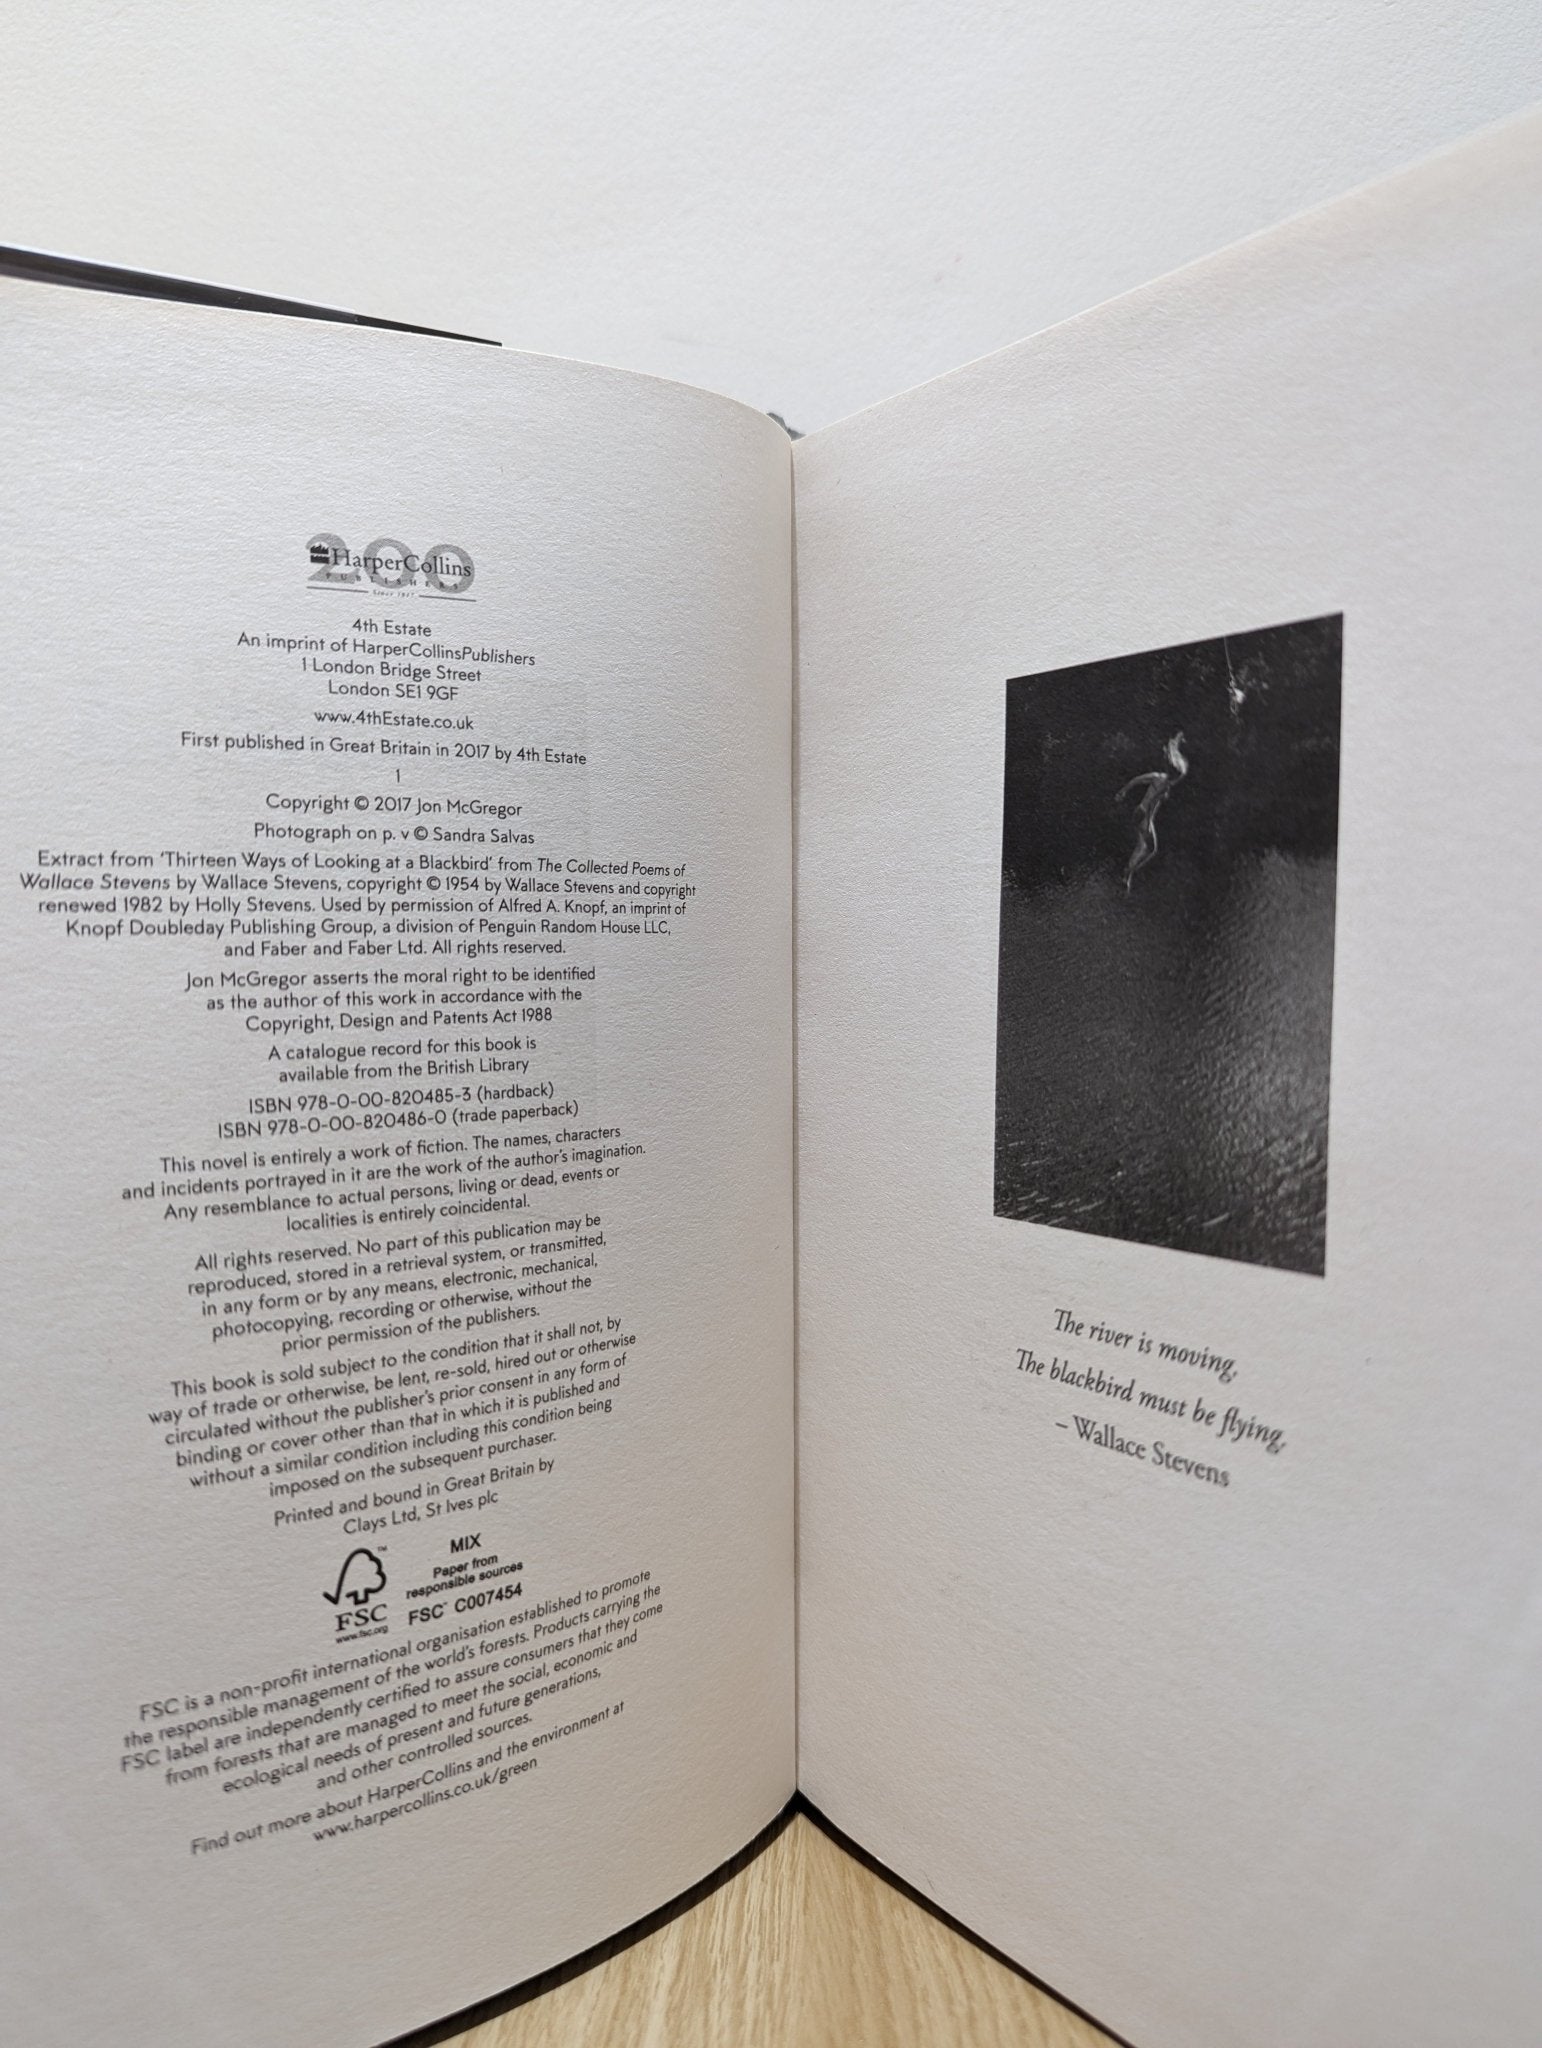 200
HarperCollins
PUBLISHERS
Since 1817
4th Estate
An imprint of HarperCollinsPublishers
1 London Bridge Street
London SE1 9GF
www.4thEstate.co.uk
First published in Great Britain in 2017 by 4th Estate
1
Copyright © 2017 Jon McGregor
Photograph on p. v © Sandra Salvas
Extract from ‘Thirteen Ways of Looking at a Blackbird’ from The Collected Poems of
Wallace Stevens by Wallace Stevens, copyright © 1954 by Wallace Stevens and copyright
renewed 1982 by Holly Stevens. Used by permission of Alfred A. Knopf, an imprint of
Knopf Doubleday Publishing Group, a division of Penguin Random House LLC,
and Faber and Faber Ltd. All rights reserved.
Jon McGregor asserts the moral right to be identified
as the author of this work in accordance with the
Copyright, Design and Patents Act 1988
A catalogue record for this book is
available from the British Library
ISBN 978-0-00-820485-3 (hardback)
ISBN 978-0-00-820486-0 (trade paperback)
This novel is entirely a work of fiction. The names, characters
and incidents portrayed in it are the work of the author’s imagination.
Any resemblance to actual persons, living or dead, events or
localities is entirely coincidental.
All rights reserved. No part of this publication may be
reproduced, stored in a retrieval system, or transmitted,
in any form or by any means, electronic, mechanical,
photocopying, recording or otherwise, without the
prior permission of the publishers.
This book is sold subject to the condition that it shall not, by
way of trade or otherwise, be lent, re-sold, hired out or otherwise
circulated without the publisher’s prior consent in any form of
binding or cover other than that in which it is published and
without a similar condition including this condition being
imposed on the subsequent purchaser.
Printed and bound in Great Britain by
Clays Ltd, St Ives plc
FSC
www.fsc.org
MIX
Paper from
responsible sources
FSC™ C007454
FSC is a non-profit international organisation established to promote
the responsible management of the world’s forests. Products carrying the
FSC label are independently certified to assure consumers that they come
from forests that are managed to meet the social, economic and
ecological needs of present and future generations,
and other controlled sources.
Find out more about HarperCollins and the environment at
www.harpercollins.co.uk/green
The river is moving,
The blackbird must be flying,
– Wallace Stevens